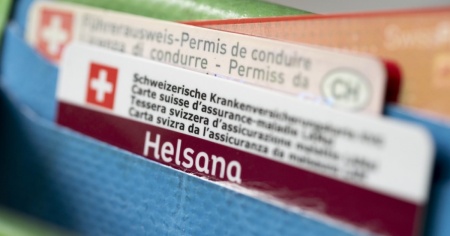 Führerausweis-Permis de conduire
Licenza di condurre - Permiss da
CH
Schweizerische Krankenversicherungskarte
Carte suisse d'assurance-maladie
Tessera svizzera d'assicurazione malattie
Carta svizra da l'assicuranza da malsauns
Helsana